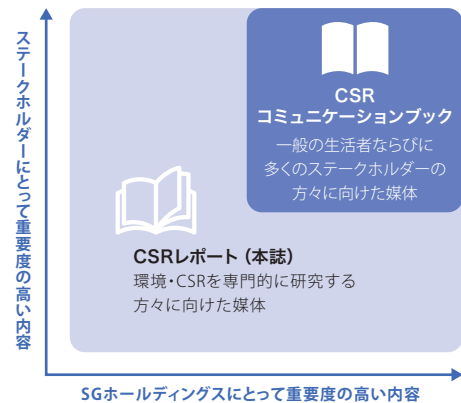 ステークホルダーにとって重要度の高い内容
CSR
コミュニケーションブック
一般の生活者ならびに
多くのステークホルダーの
方々に向けた媒体
CSRレポート（本誌）
環境・CSRを専門的に研究する
方々に向けた媒体
SGホールディングスにとって重要度の高い内容